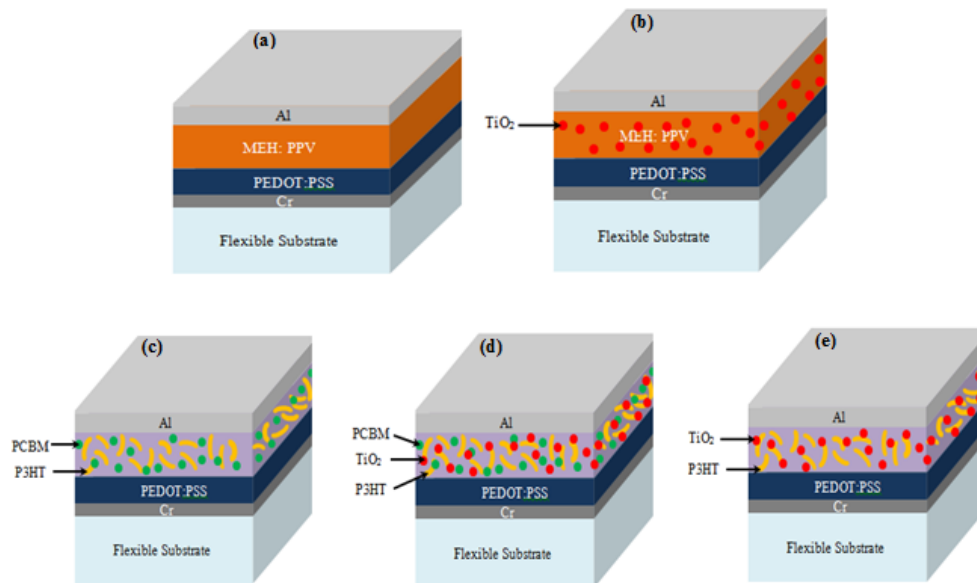 (a)
Al
MEH: PPV
PEDOT:PSS
Cr
Flexible Substrate
(b)
Al
TiO₂
MEH: PPV
PEDOT:PSS
Cr
Flexible Substrate
(c)
Al
PCBM
P3HT
PEDOT:PSS
Cr
Flexible Substrate
(d)
Al
PCBM
TiO₂
P3HT
PEDOT:PSS
Cr
Flexible Substrate
(e)
Al
TiO₂
P3HT
PEDOT:PSS
Cr
Flexible Substrate